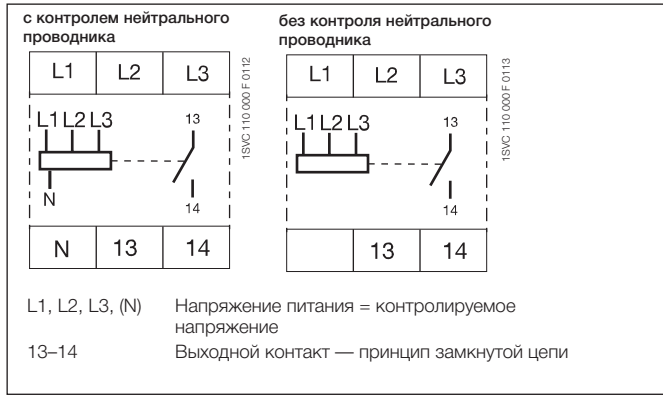 с контролем нейтрального
проводника
L1 L2 L3
1SVC 110 000 F 0112
L1 L2 L3
13
N
14
N 13 14
без контроля нейтрального
проводника
L1 L2 L3
1SVC 110 000 F 0113
L1 L2 L3
13
14
13 14
L1, L2, L3, (N) Напряжение питания = контролируемое
напряжение
13–14 Выходной контакт — принцип замкнутой цепи